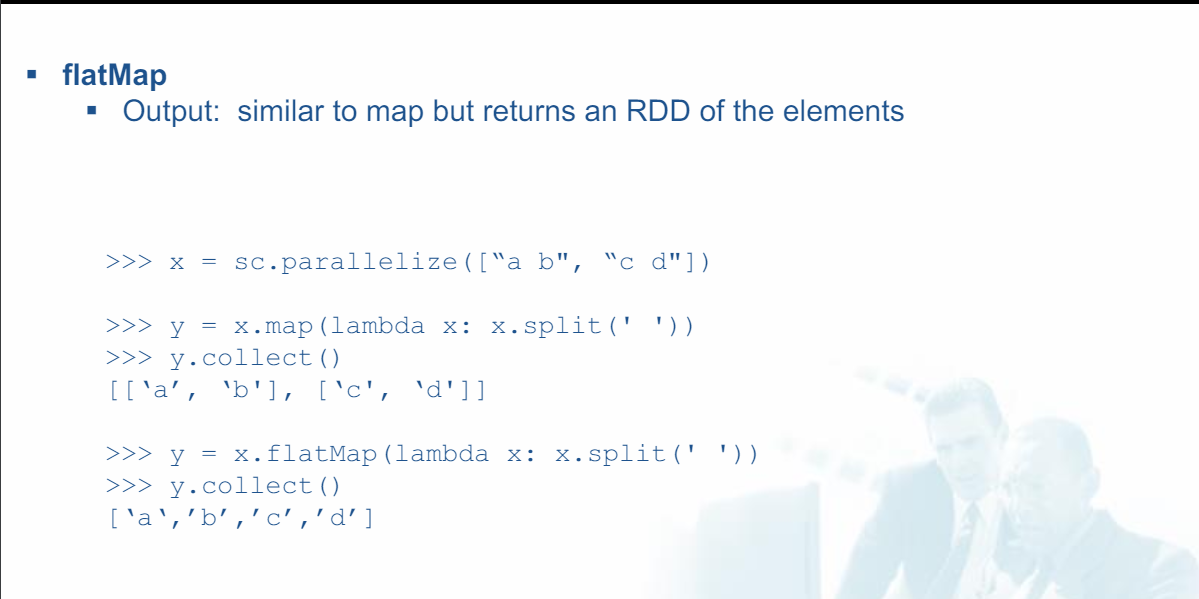 ▪ flatMap
▪ Output: similar to map but returns an RDD of the elements
>>> x = sc.parallelize([“a b", “c d"])
>>> y = x.map(lambda x: x.split(' '))
>>> y.collect()
[[‘a’, ‘b'], [‘c', ‘d']]
>>> y = x.flatMap(lambda x: x.split(' '))
>>> y.collect()
[‘a‘,’b’,’c’,’d’]